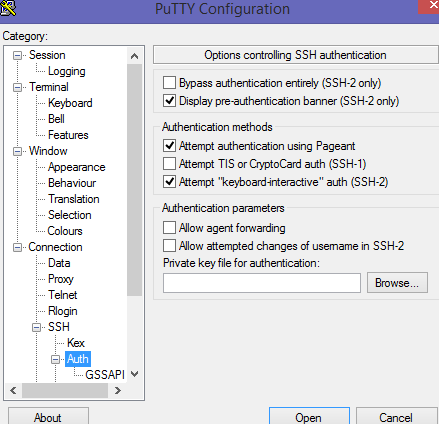 PuTTY Configuration
Category:
Session
Logging
Terminal
Keyboard
Bell
Features
Window
Appearance
Behaviour
Translation
Selection
Colours
Connection
Data
Proxy
Telnet
Rlogin
SSH
Kex
Auth
GSSAPI
Options controlling SSH authentication
Bypass authentication entirely (SSH-2 only)
Display pre-authentication banner (SSH-2 only)
Authentication methods
Attempt authentication using Pageant
Attempt TIS or CryptoCard auth (SSH-1)
Attempt "keyboard-interactive" auth (SSH-2)
Authentication parameters
Allow agent forwarding
Allow attempted changes of username in SSH-2
Private key file for authentication:
Browse...
About
Open
Cancel